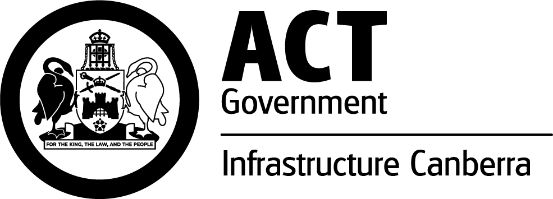 FOR THE KING, THE LAW, AND THE PEOPLE
ACT
Government
Infrastructure Canberra